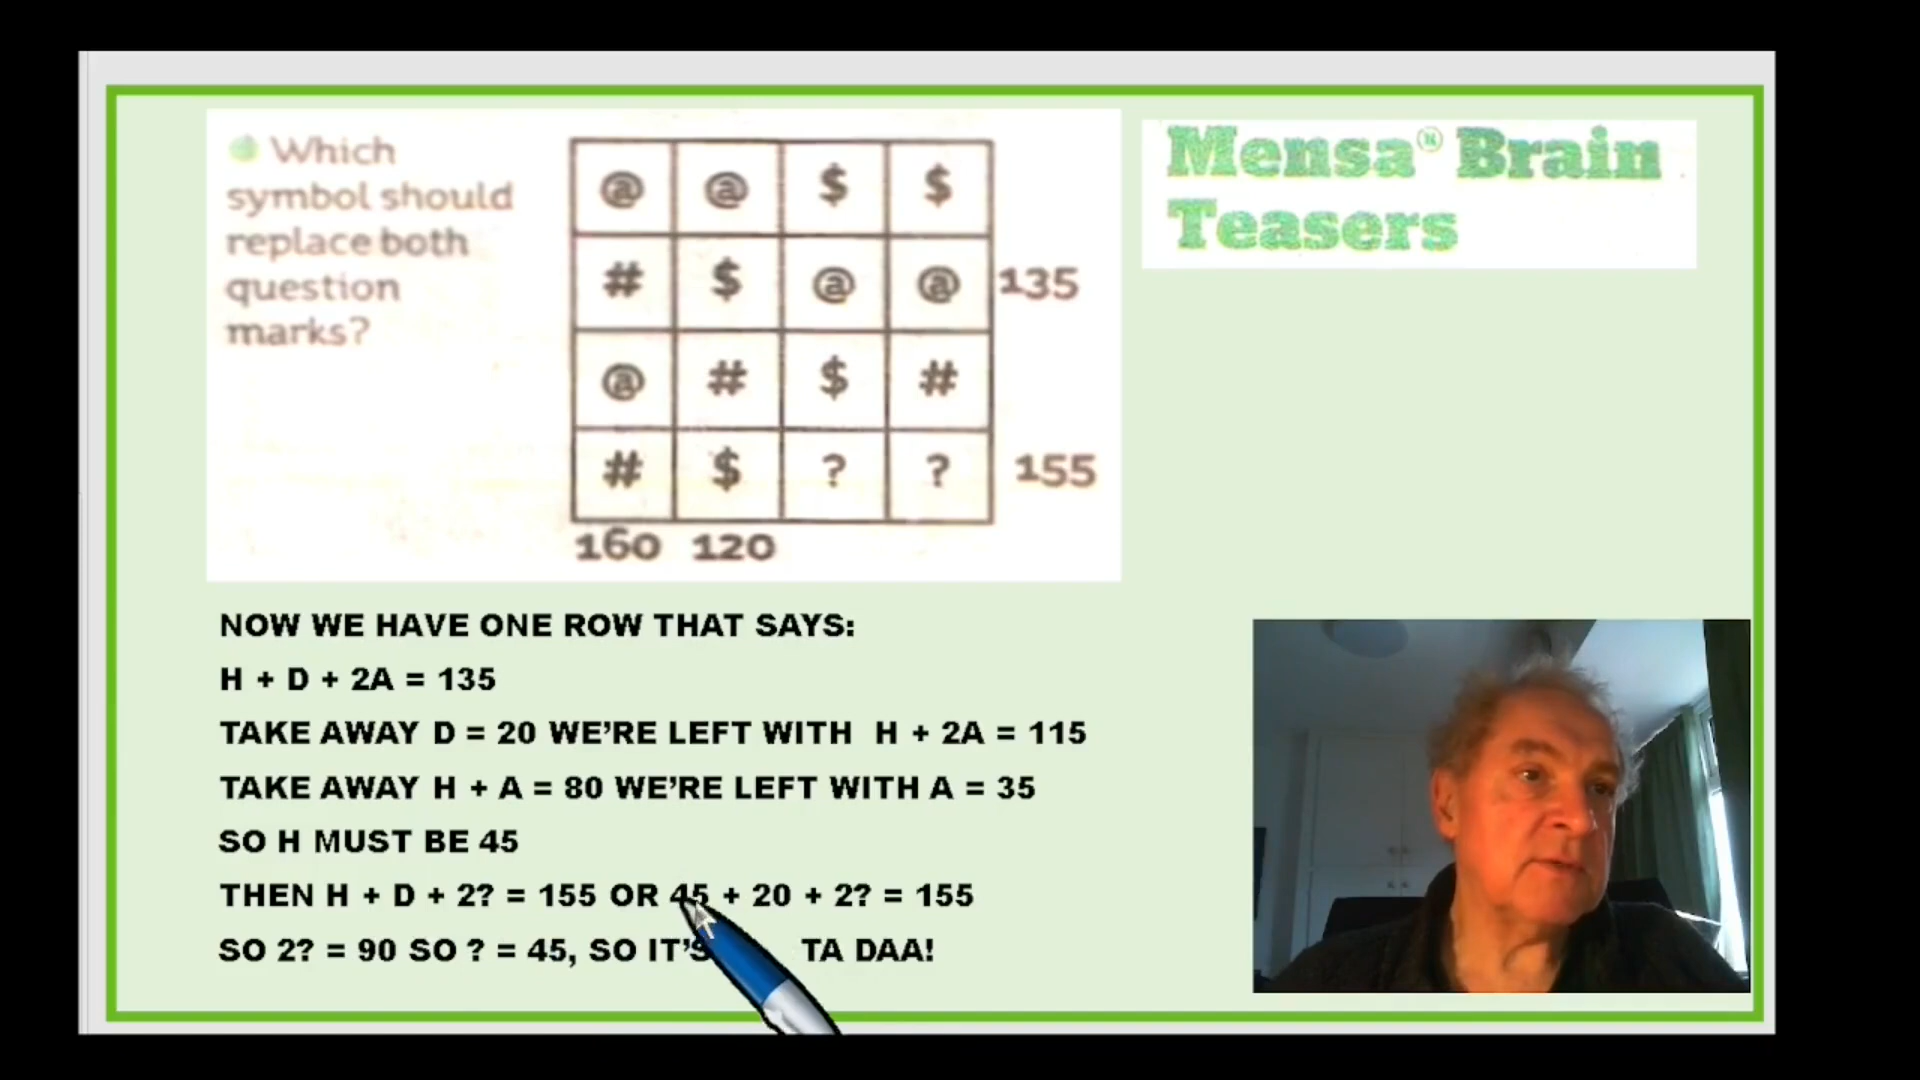 Which
symbol should
replace both
question
marks?
@ @ $ $
# $ @ @ 135
@ # $ #
# $ ? ? 155
160 120
Mensa® Brain
Teasers
NOW WE HAVE ONE ROW THAT SAYS:
H + D + 2A = 135
TAKE AWAY D = 20 WE’RE LEFT WITH H + 2A = 115
TAKE AWAY H + A = 80 WE’RE LEFT WITH A = 35
SO H MUST BE 45
THEN H + D + 2? = 155 OR 45 + 20 + 2? = 155
SO 2? = 90 SO ? = 45, SO IT’S TA DAA!